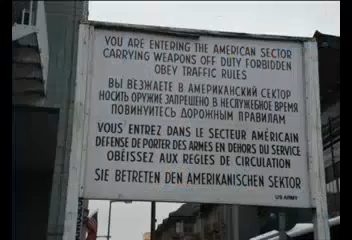 YOU ARE ENTERING THE AMERICAN SECTOR
CARRYING WEAPONS OFF DUTY FORBIDDEN
OBEY TRAFFIC RULES
ВЫ ВЪЕЗЖАЕТЕ В АМЕРИКАНСКИЙ СЕКТОР
НОСИТЬ ОРУЖИЕ ЗАПРЕЩЕНО В НЕСЛУЖЕБНОЕ ВРЕМЯ
ПОВИНУЙТЕСЬ ДОРОЖНЫМ ПРАВИЛАМ
VOUS ENTREZ DANS LE SECTEUR AMÉRICAIN
DÉFENSE DE PORTER DES ARMES EN DEHORS DU SERVICE
OBÉISSEZ AUX RÈGLES DE CIRCULATION
SIE BETRETEN DEN AMERIKANISCHEN SEKTOR
US ARMY